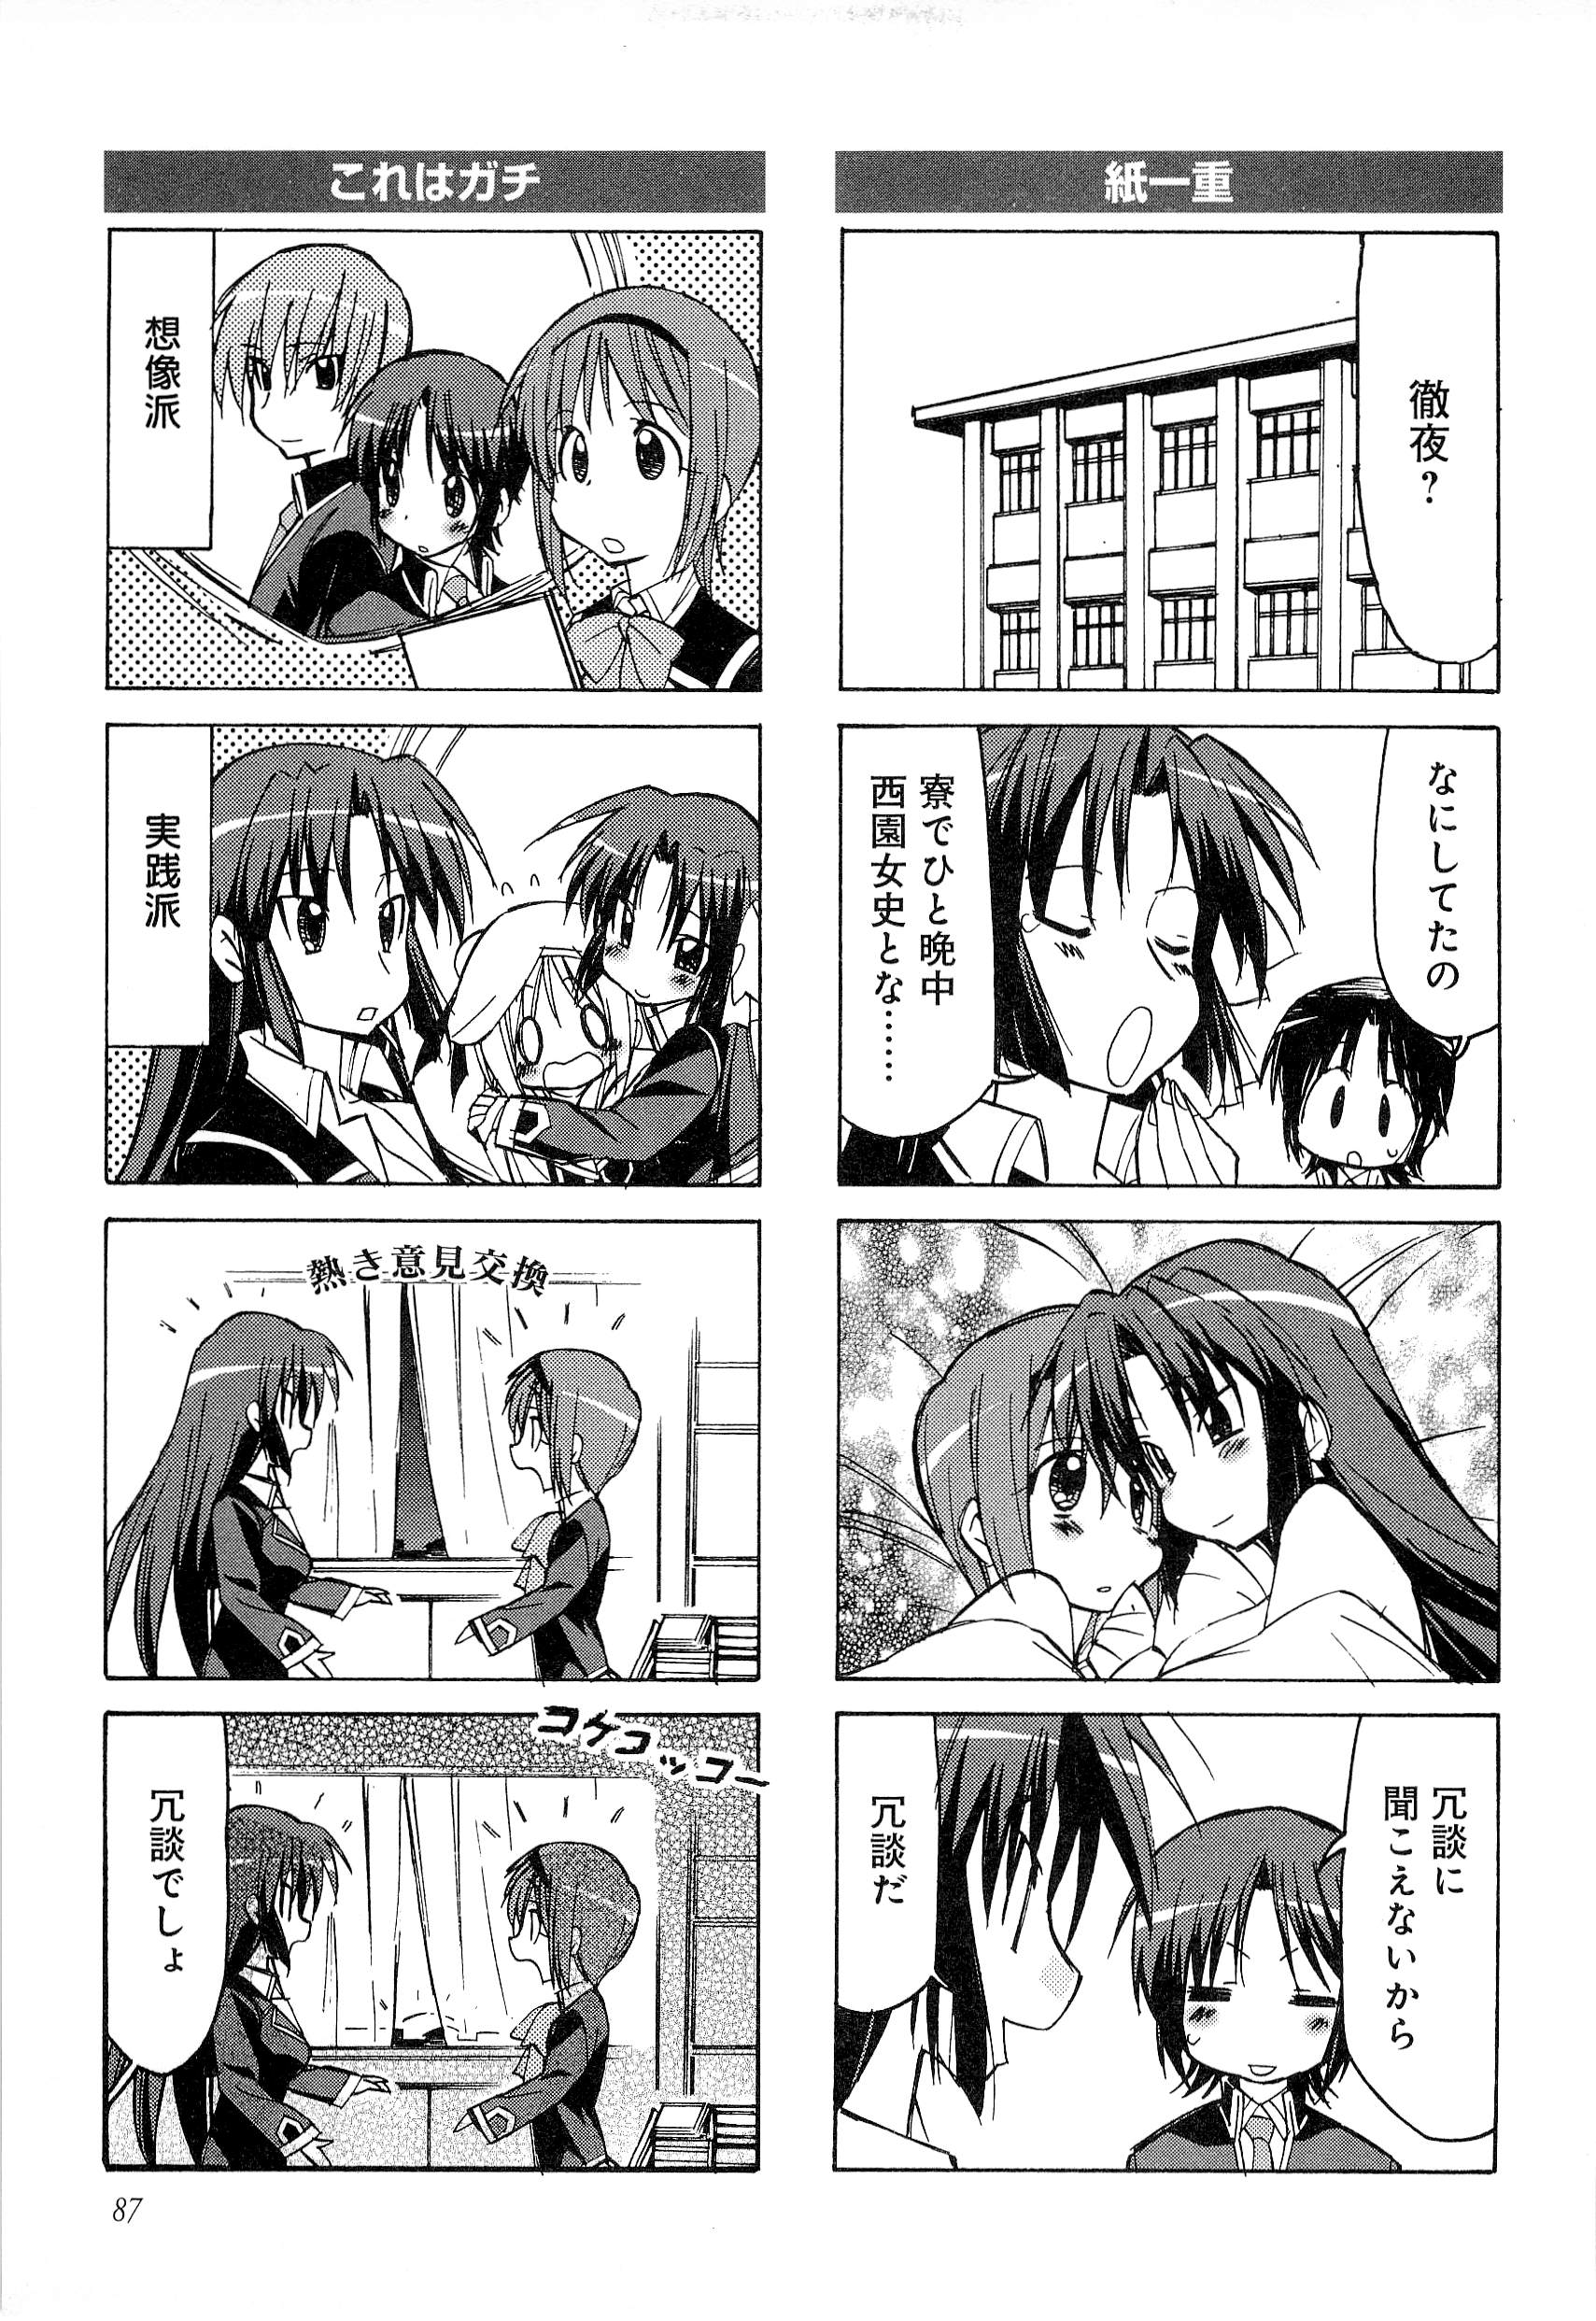 紙一重
徹夜?
なにしてたの
寮でひと晩中
西園女史とな……
冗談に
聞こえないから
冗談だ
これはガチ
想像派
実践派
熱き意見交換
コケコッコー
冗談でしょ
87